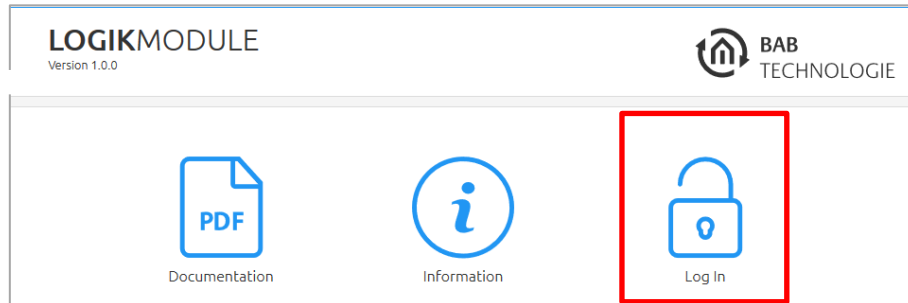 LOGIKMODULE
Version 1.0.0
BAB
TECHNOLOGIE
PDF
i
Documentation
Information
Log In